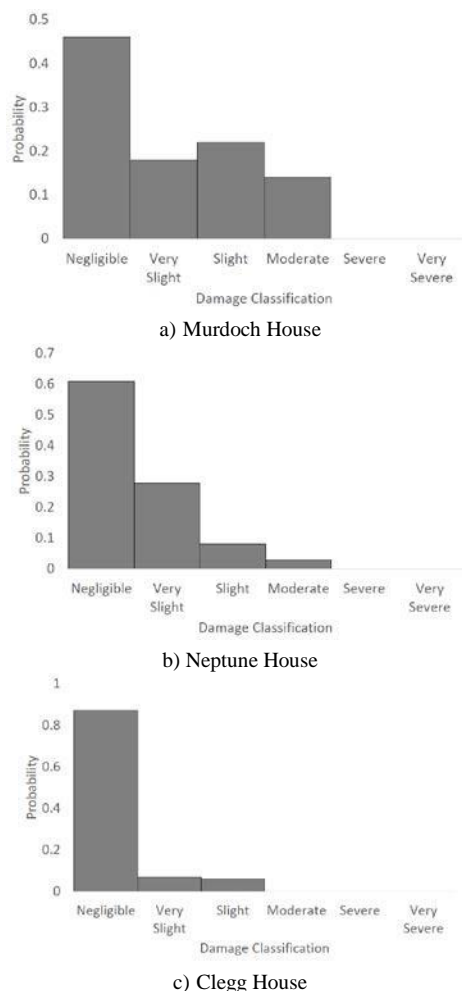 0.5
0.4
0.3
0.2
0.1
0
Probability
Negligible Very Slight Slight Moderate Severe Very Severe
Damage Classification
a) Murdoch House
0.7
0.6
0.5
0.4
0.3
0.2
0.1
0
Probability
Negligible Very Slight Slight Moderate Severe Very Severe
Damage Classification
b) Neptune House
1
0.8
0.6
0.4
0.2
0
Probability
Negligible Very Slight Slight Moderate Severe Very Severe
Damage Classification
c) Clegg House